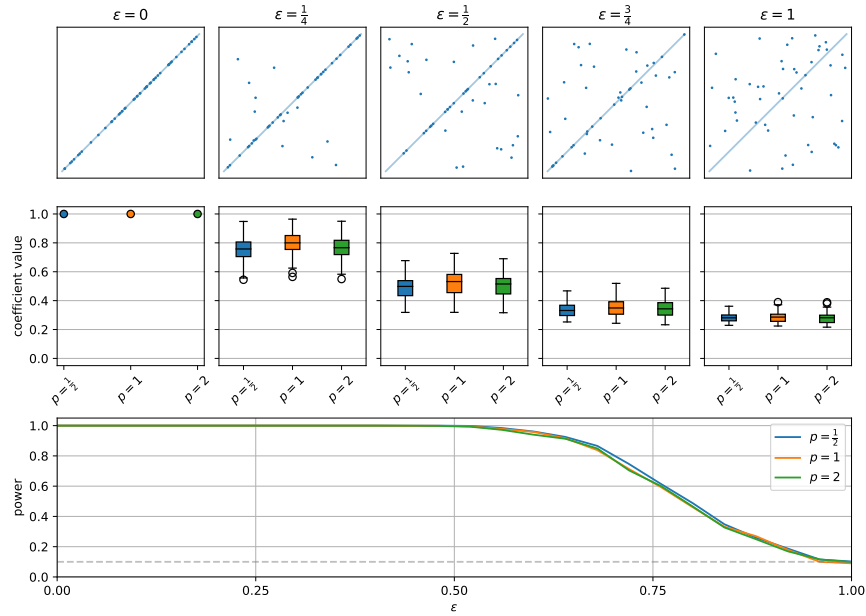 ε = 0 ε = 1/4 ε = 1/2 ε = 3/4 ε = 1
coefficient value
1.0
0.8
0.6
0.4
0.2
0.0
p = 1/2 p = 1 p = 2 p = 1/2 p = 1 p = 2 p = 1/2 p = 1 p = 2 p = 1/2 p = 1 p = 2 p = 1/2 p = 1 p = 2
power
1.0
0.8
0.6
0.4
0.2
0.0
p = 1/2
p = 1
p = 2
0.00 0.25 0.50 0.75 1.00
ε